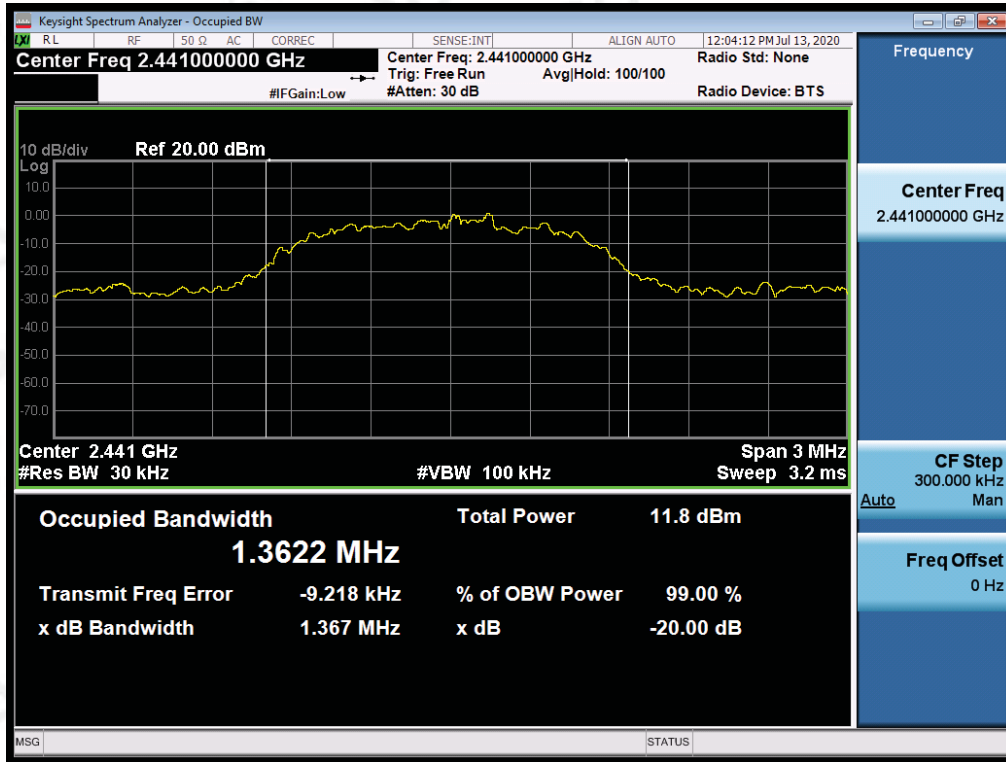 Keysight Spectrum Analyzer - Occupied BW
LXI RL RF 50 Ω AC CORREC SENSE:INT ALIGN AUTO 12:04:12 PM Jul 13, 2020
Center Freq 2.441000000 GHz
Center Freq: 2.441000000 GHz
Radio Std: None
Trig: Free Run Avg|Hold: 100/100
#IFGain:Low
#Atten: 30 dB
Radio Device: BTS
10 dB/div Ref 20.00 dBm
Log
10.0
0.00
-10.0
-20.0
-30.0
-40.0
-50.0
-60.0
-70.0
Center 2.441 GHz Span 3 MHz
#Res BW 30 kHz #VBW 100 kHz Sweep 3.2 ms
Occupied Bandwidth Total Power 11.8 dBm
1.3622 MHz
Transmit Freq Error -9.218 kHz % of OBW Power 99.00 %
x dB Bandwidth 1.367 MHz x dB -20.00 dB
MSG STATUS
Frequency
Center Freq
2.441000000 GHz
CF Step
300.000 kHz
Auto Man
Freq Offset
0 Hz